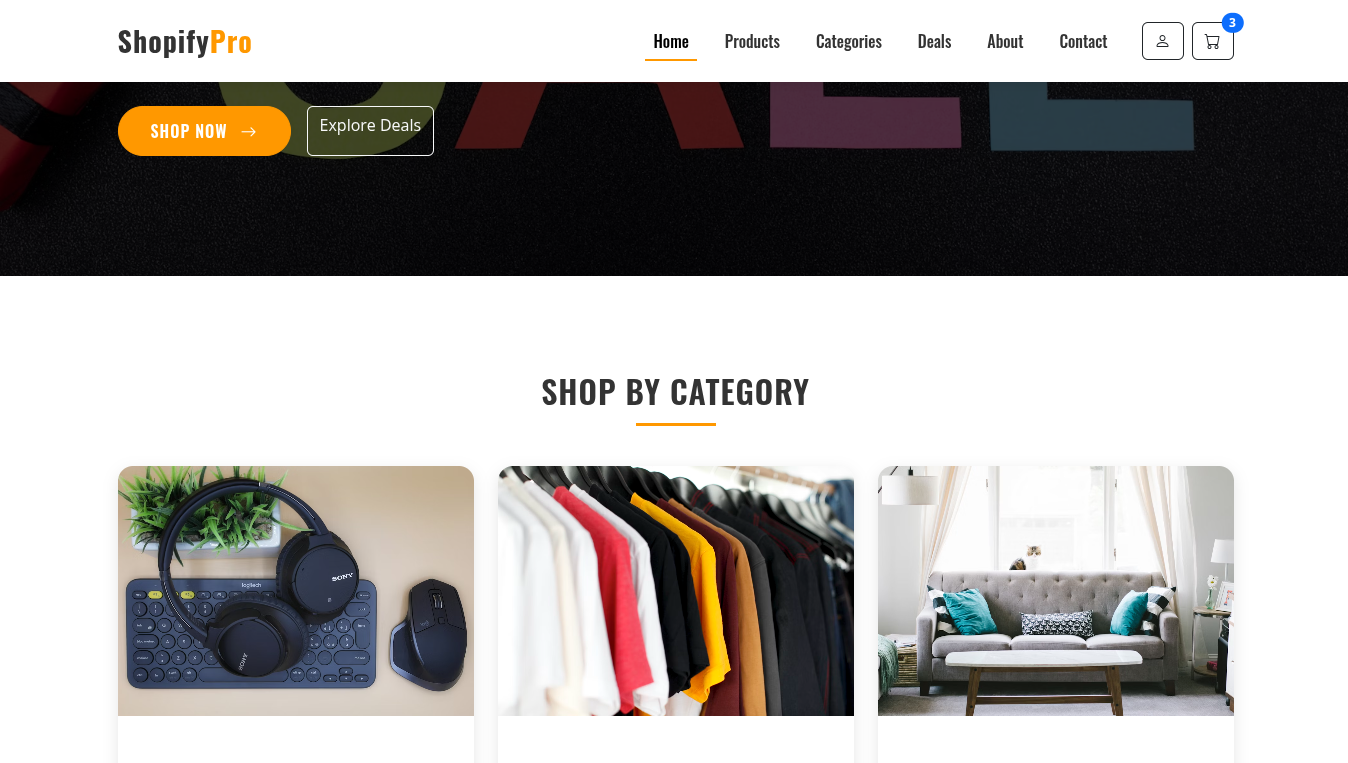 ShopifyPro
Home
Products
Categories
Deals
About
Contact
3
SHOP NOW
Explore Deals
SHOP BY CATEGORY
SONY
logitech
SONY